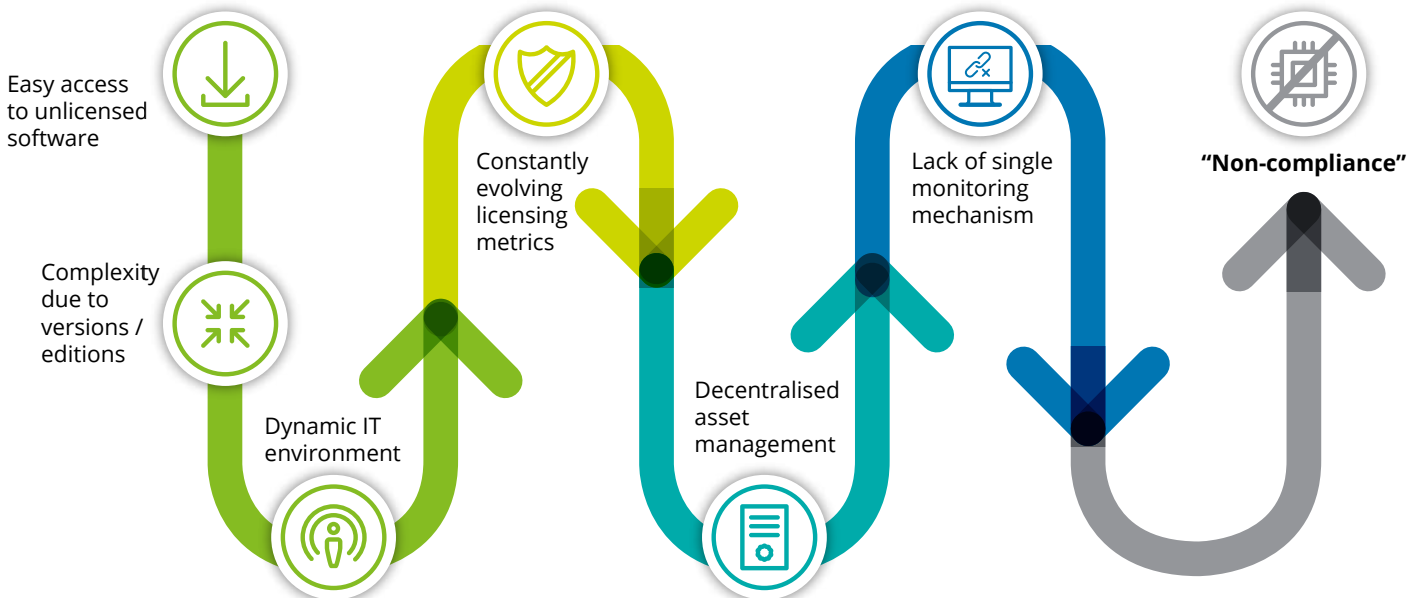 Easy access
to unlicensed
software
Complexity
due to
versions /
editions
Dynamic IT
environment
Constantly
evolving
licensing
metrics
Decentralised
asset
management
Lack of single
monitoring
mechanism
“Non-compliance”